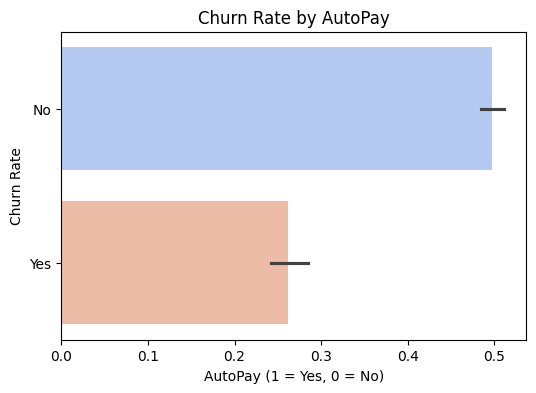 Churn Rate by AutoPay
Churn Rate
No
Yes
0.0 0.1 0.2 0.3 0.4 0.5
AutoPay (1 = Yes, 0 = No)